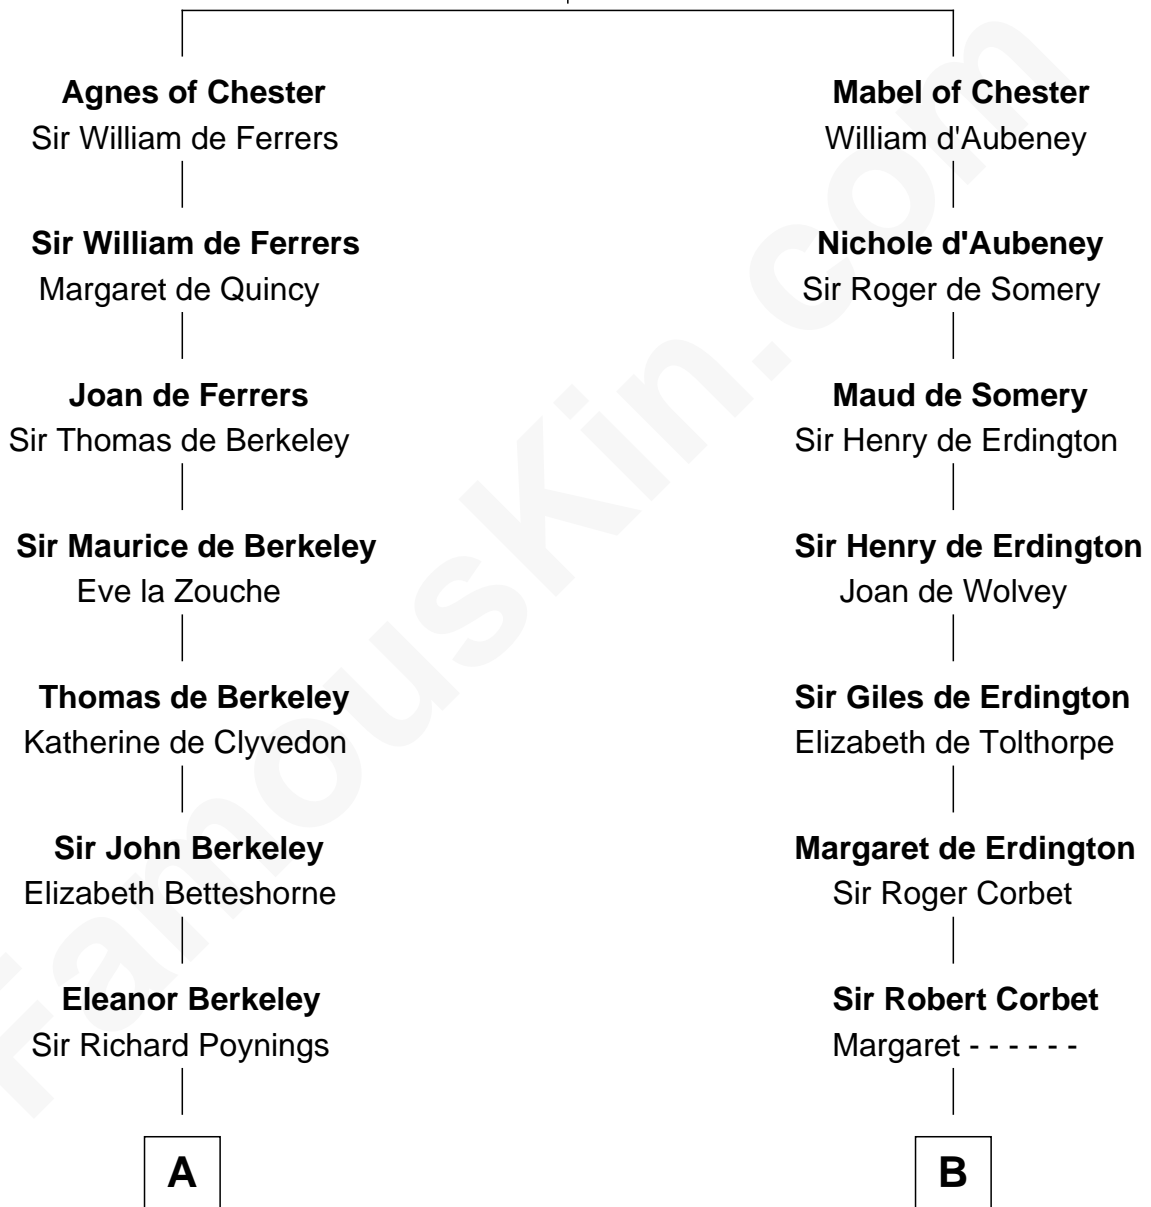 Agnes of Chester
Sir William de Ferrers
Sir William de Ferrers
Margaret de Quincy
Joan de Ferrers
Sir Thomas de Berkeley
Sir Maurice de Berkeley
Eve la Zouche
Thomas de Berkeley
Katherine de Clyvedon
Sir John Berkeley
Elizabeth Betteshorne
Eleanor Berkeley
Sir Richard Poynings
A
Mabel of Chester
William d'Aubeney
Nichole d'Aubeney
Sir Roger de Somery
Maud de Somery
Sir Henry de Erdington
Sir Henry de Erdington
Joan de Wolvey
Sir Giles de Erdington
Elizabeth de Tolthorpe
Margaret de Erdington
Sir Roger Corbet
Sir Robert Corbet
Margaret - - - - - -
B
FamousKin.com